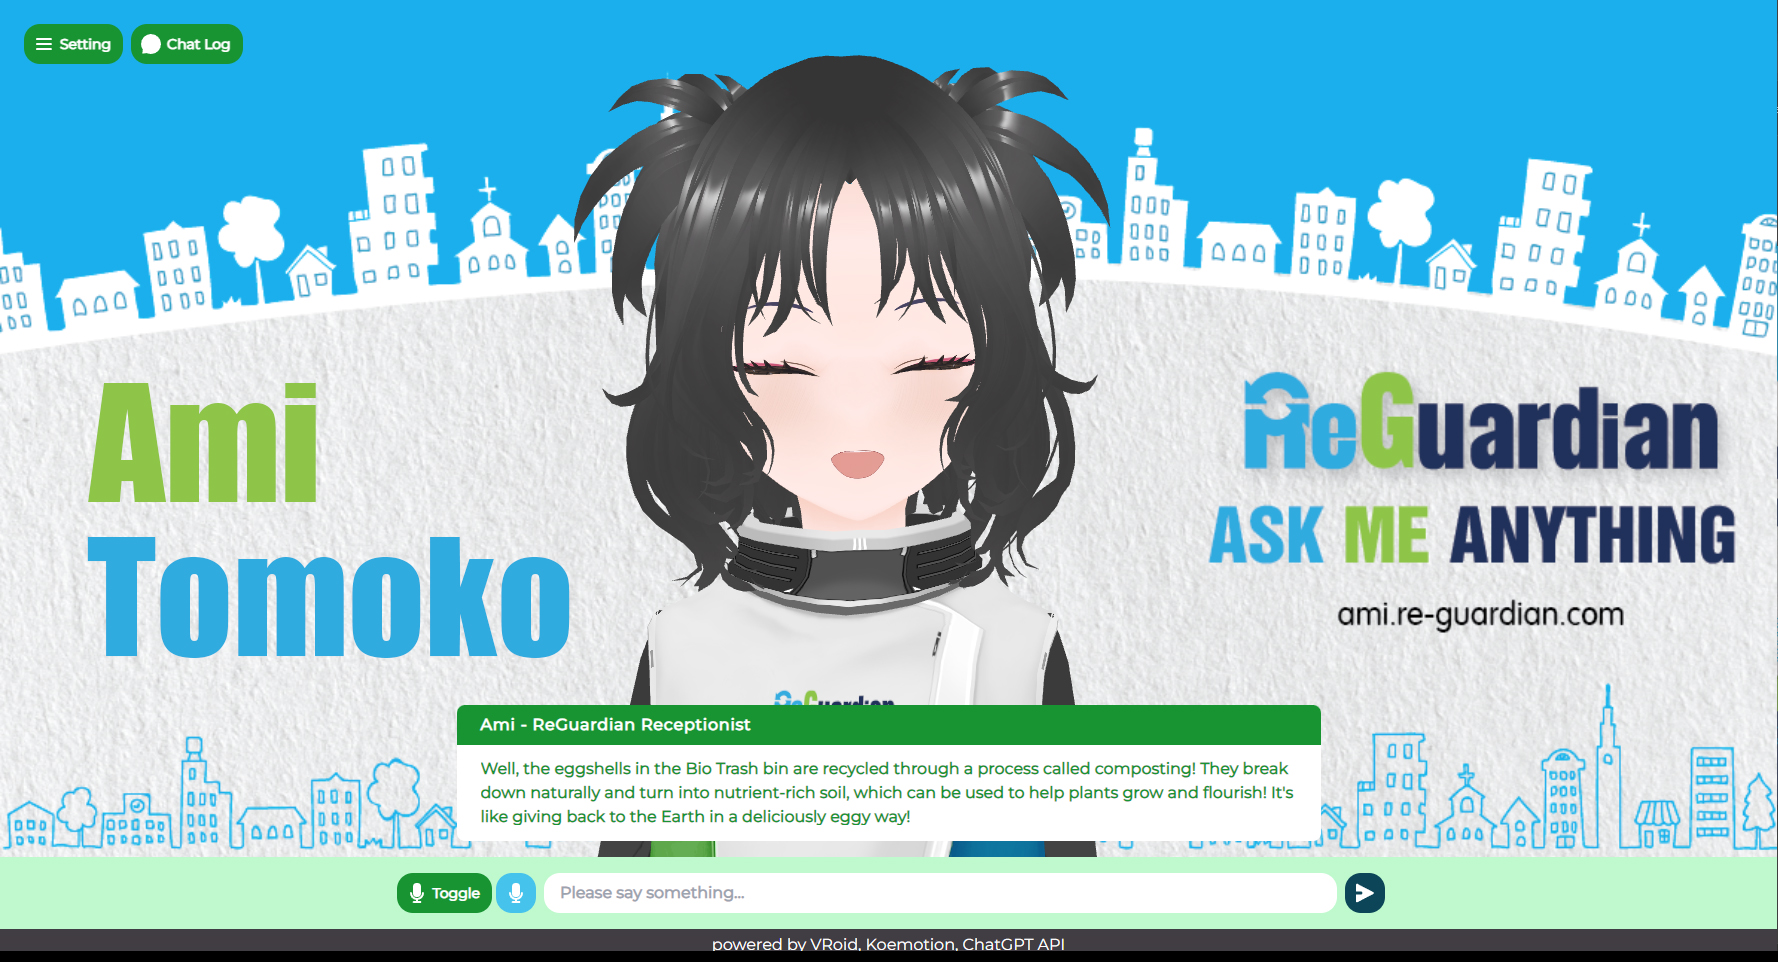 Setting
Chat Log
Ami
Tomoko
ReGuardian
ASK ME ANYTHING
ami.re-guardian.com
ReGuardian
Ami - ReGuardian Receptionist
Well, the eggshells in the Bio Trash bin are recycled through a process called composting! They break
down naturally and turn into nutrient-rich soil, which can be used to help plants grow and flourish! It's
like giving back to the Earth in a deliciously eggy way!
Toggle
Please say something...
powered by VRoid, Koemotion, ChatGPT API